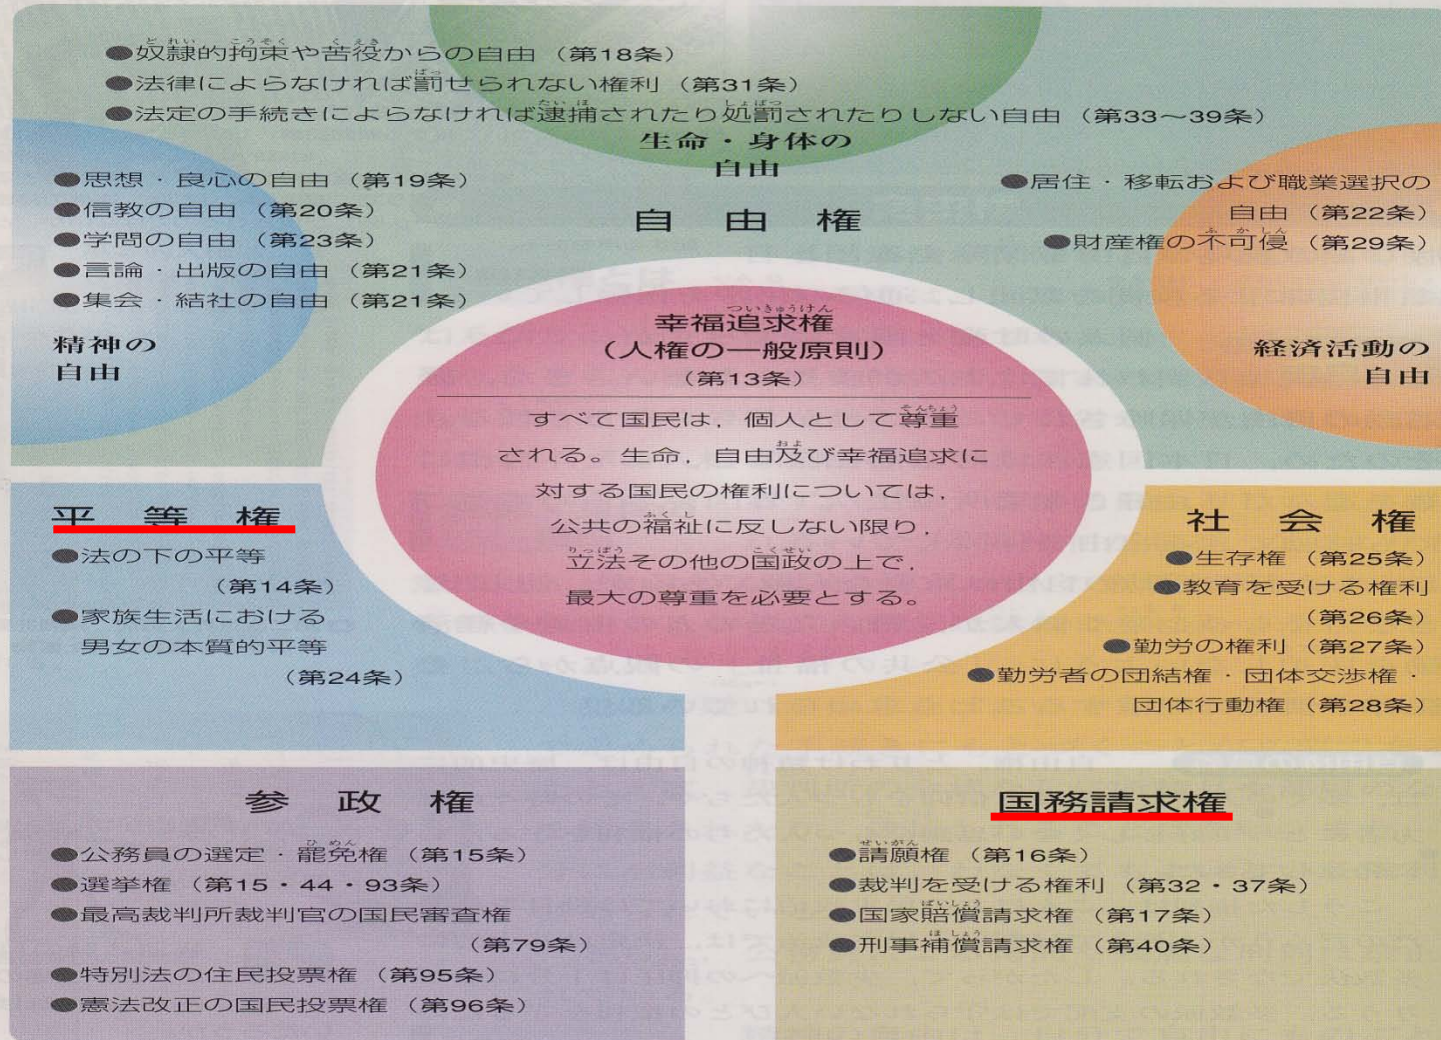 ●奴隷的拘束や苦役からの自由（第18条）
●法律によらなければ罰せられない権利（第31条）
●法定の手続きによらなければ逮捕されたり処罰されたりしない自由（第33～39条）
生命・身体の
自由
●思想・良心の自由（第19条）
●信教の自由（第20条）
●学問の自由（第23条）
●言論・出版の自由（第21条）
●集会・結社の自由（第21条）
精神の
自由
自由権
●居住・移転および職業選択の
自由（第22条）
●財産権の不可侵（第29条）
経済活動の
自由
幸福追求権
（人権の一般原則）
（第13条）
すべて国民は，個人として尊重
される。生命，自由及び幸福追求に
対する国民の権利については，
公共の福祉に反しない限り，
立法その他の国政の上で，
最大の尊重を必要とする。
平等権
●法の下の平等
（第14条）
●家族生活における
男女の本質的平等
（第24条）
社会権
●生存権（第25条）
●教育を受ける権利
（第26条）
●勤労の権利（第27条）
●勤労者の団結権・団体交渉権・
団体行動権（第28条）
参政権
●公務員の選定・罷免権（第15条）
●選挙権（第15・44・93条）
●最高裁判所裁判官の国民審査権
（第79条）
●特別法の住民投票権（第95条）
●憲法改正の国民投票権（第96条）
国務請求権
●請願権（第16条）
●裁判を受ける権利（第32・37条）
●国家賠償請求権（第17条）
●刑事補償請求権（第40条）